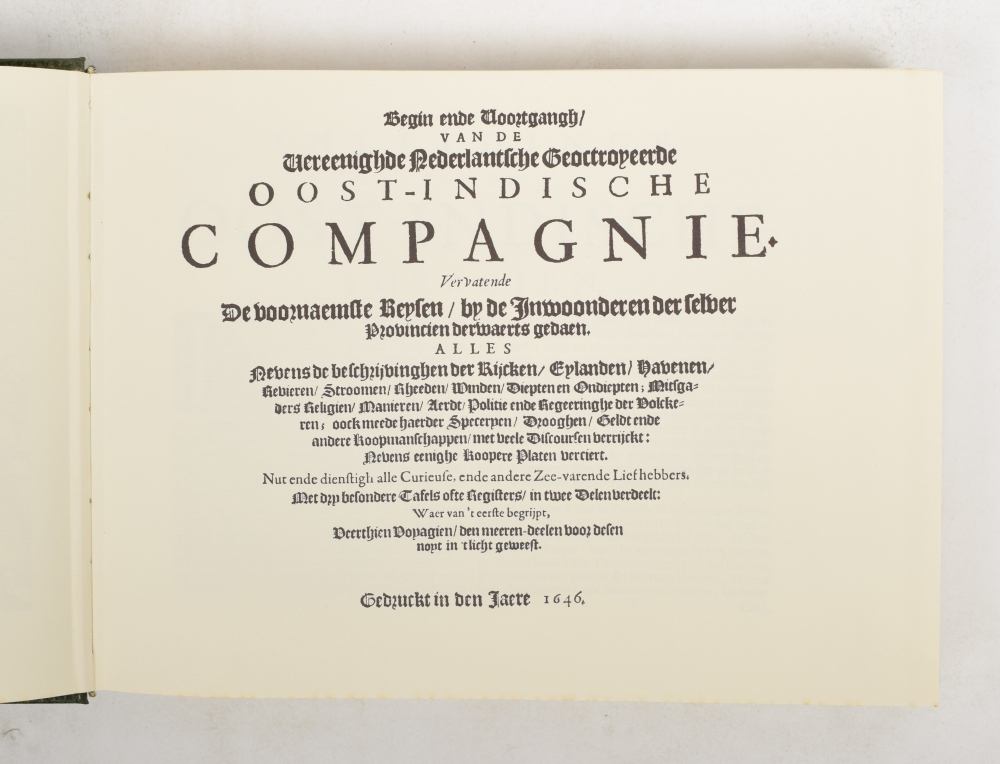 Begin ende Voortgangh/
VAN DE
Vereenighde Nederlantsche Geoctroyeerde
OOST-INDISCHE
COMPAGNIE.
Vervatende
De voornaemste Reysen / by de Inwoonderen der selver
Provincien derwaerts gedaen.
ALLES
Nevens de beschrijvinghen der Rijcken/ Eylanden/ Havenen/
Revieren/ Stroomen/ Rheeden/ Winden/ Diepten en Ondiepten; Mitsga-
ders Religien/ Manieren/ Aerdt/ Politie ende Regeeringhe der Volcke-
ren; oock meede haerder Speceryen/ Drooghen/ Geldt ende
andere Koopmanschappen/ met veele Discoursen verrijckt:
Nevens eenighe Koopere Platen verciert.
Nut ende dienstigh alle Curieuse, ende andere Zee-varende Liefhebbers.
Met dry besondere Tafels ofte Registers/ in twee Delen verdeelt:
Waer van 't eerste begrijpt,
Veerthien Voyagien/ den meeren-deelen voor desen
noyt in 't licht geweest.
Gedruckt in den Jaere 1646.